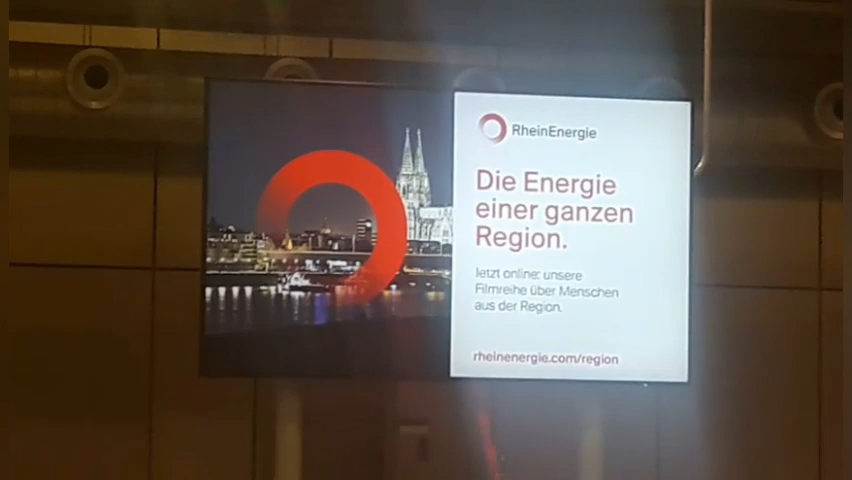 RheinEnergie
Die Energie
einer ganzen
Region.
Jetzt online: unsere
Filmreihe über Menschen
aus der Region.
rheinenergie.com/region